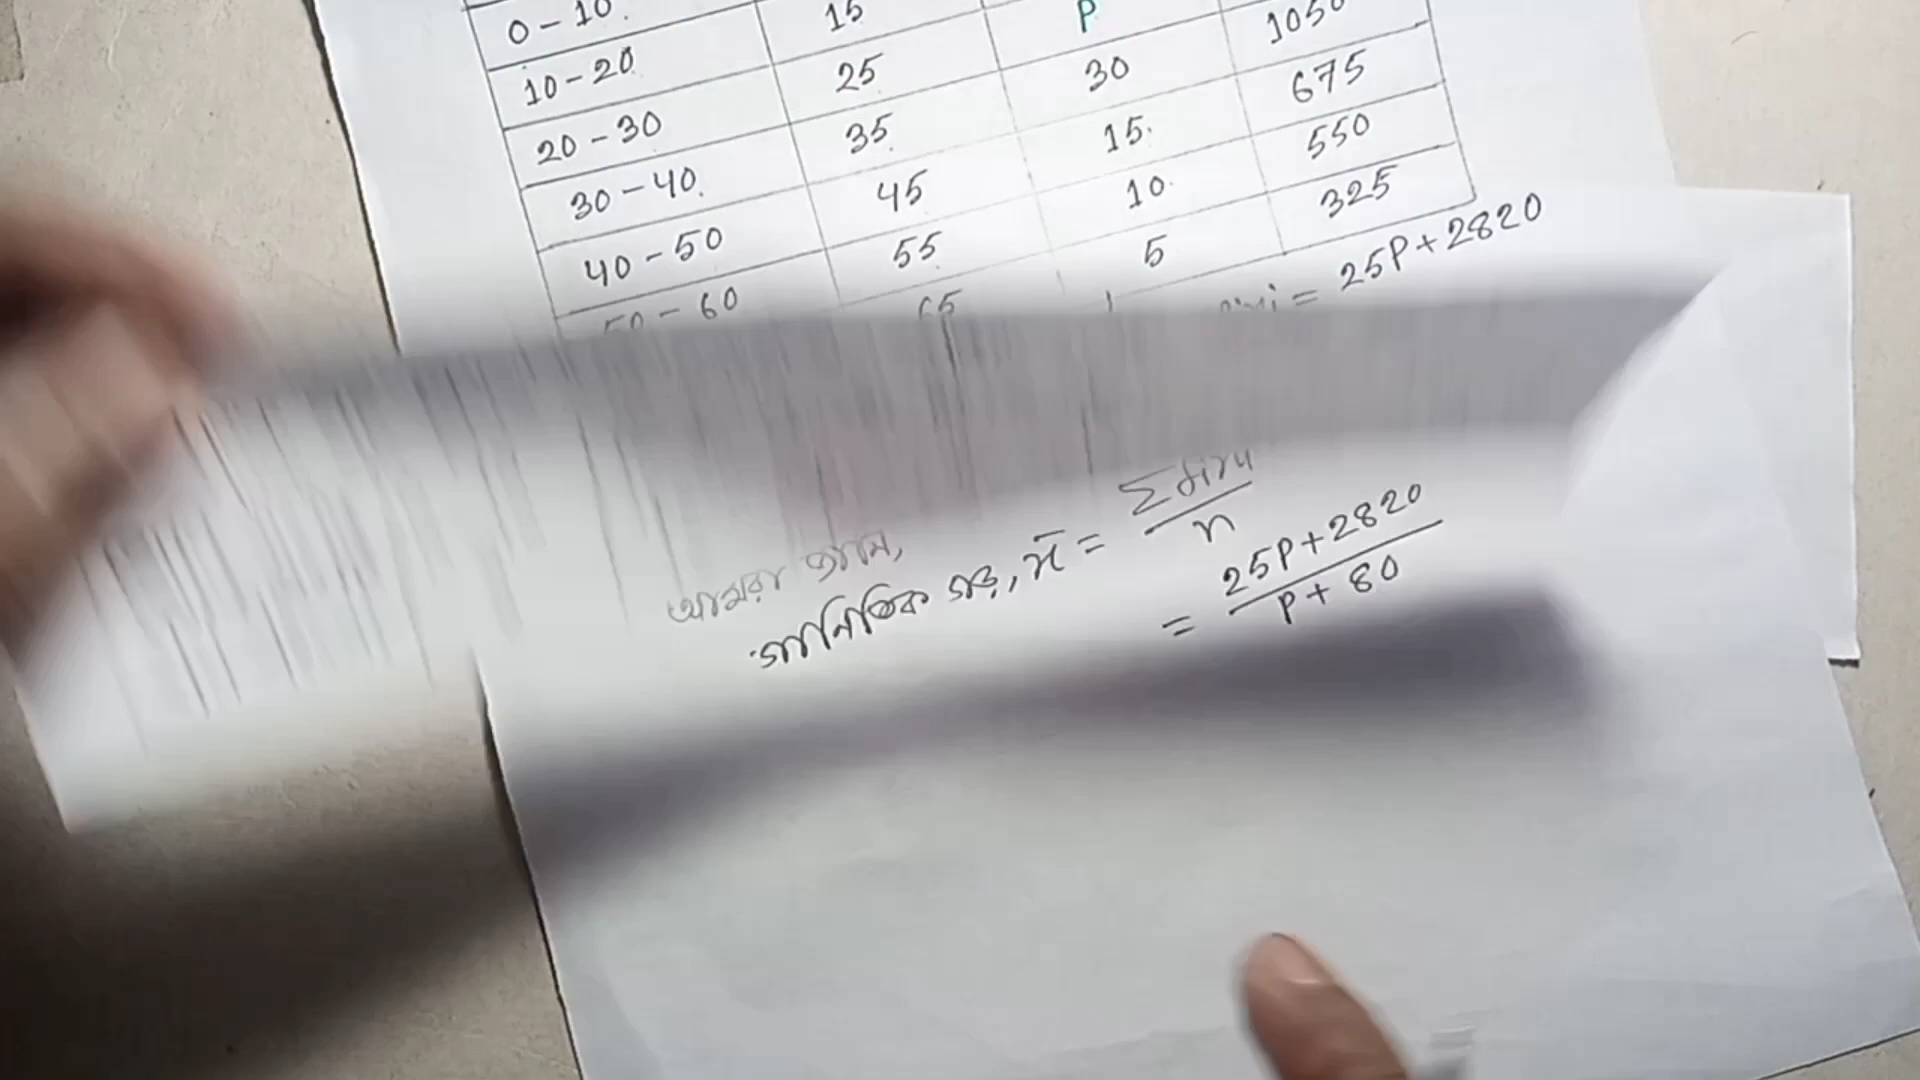 0 - 10 15 P 1050
10 - 20 25 30 675
20 - 30 35 15 550
30 - 40 45 10 325
40 - 50 55 5
50 - 60 65
= 25P + 2820
আমরা জানি,
গাণিতিক গড়, x̄ = Σfixi / n
= 25P + 2820 / P + 80